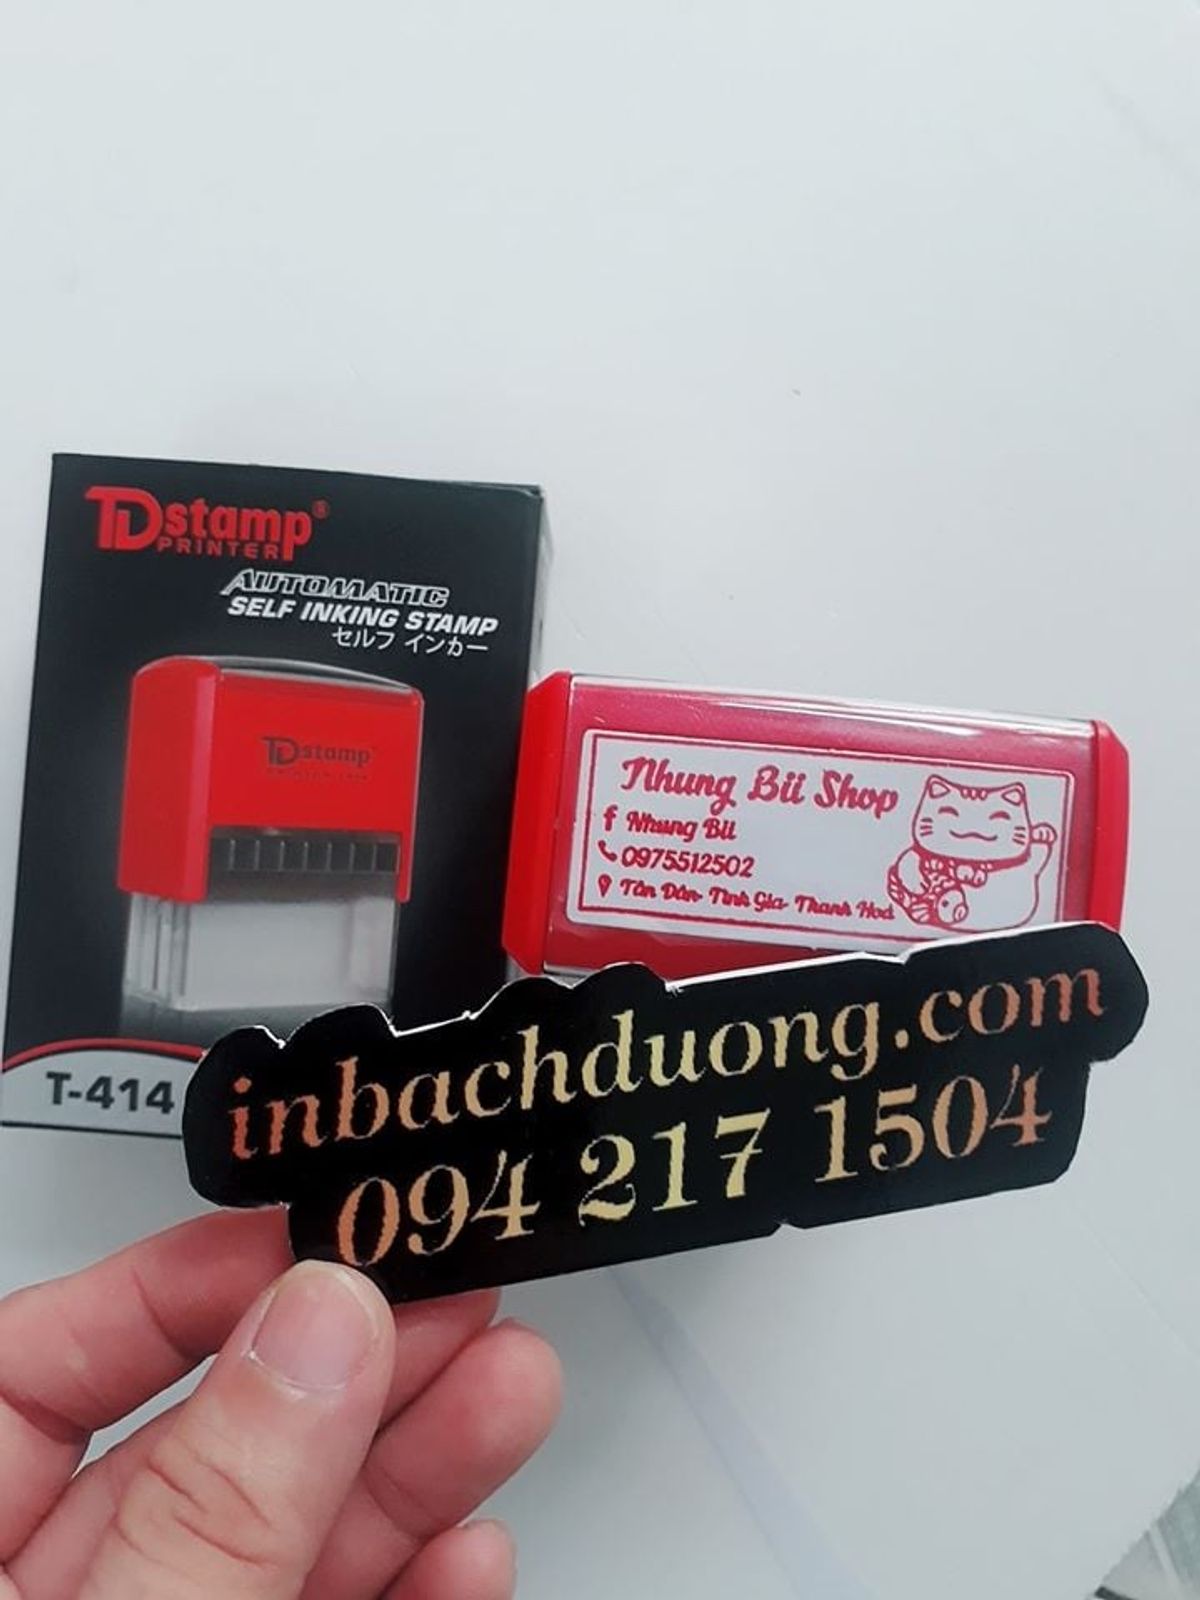 TDstamp®
PRINTER
AUTOMATIC
SELF INKING STAMP
セルフ インカー
TDstamp
T-414
Nhung Bii Shop
f Nhung Bii
0975512502
Tân Dân- Tĩnh Gia- Thanh Hoá
inbachduong.com
094 217 1504